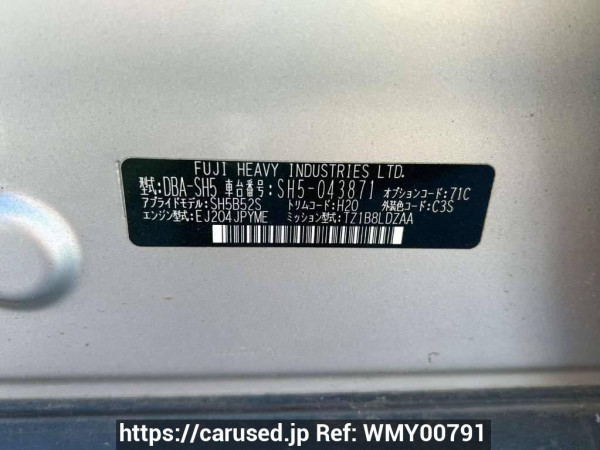 FUJI HEAVY INDUSTRIES LTD.
型式:DBA-SH5 車台番号:SH5-043871 オプションコード:71C
アプライドモデル:SH5B52S トリムコード:H20 外装色コード:C3S
エンジン型式:EJ204JPYME ミッション型式:TZ1B8LDZAA
https://carused.jp Ref: WMY00791